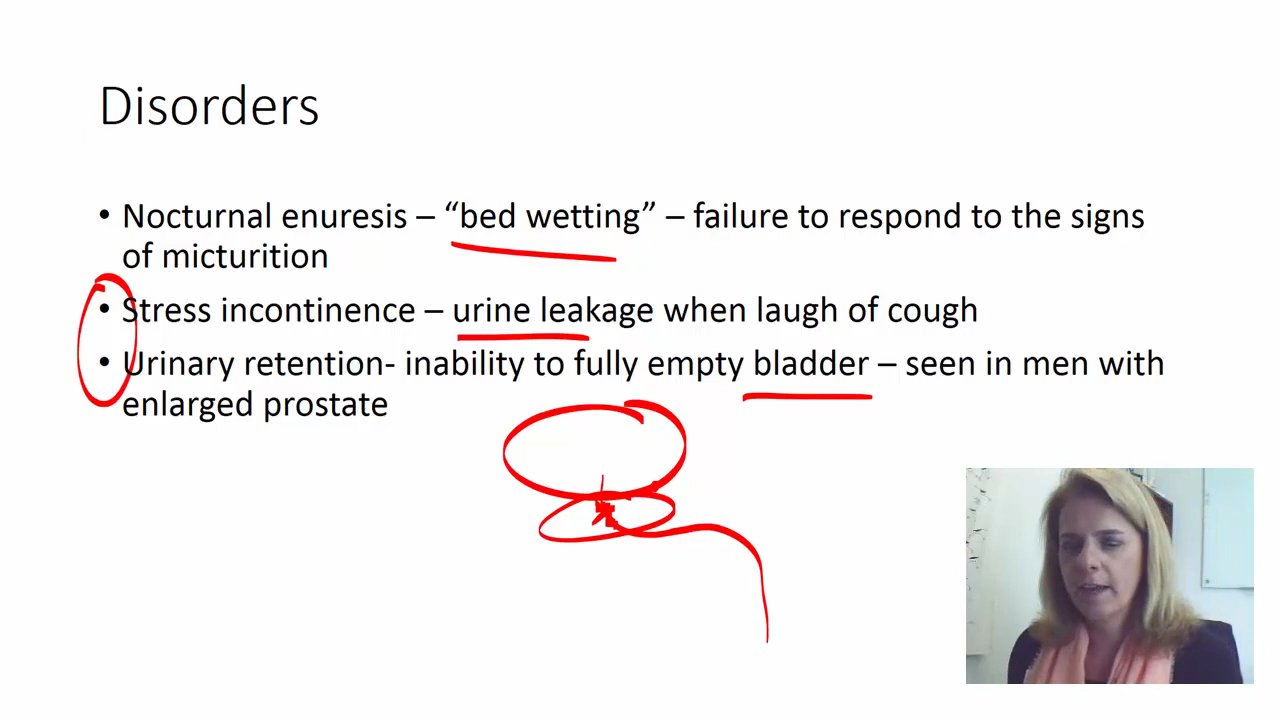 Disorders
• Nocturnal enuresis – “bed wetting” – failure to respond to the signs
of micturition
• Stress incontinence – urine leakage when laugh of cough
• Urinary retention- inability to fully empty bladder – seen in men with
enlarged prostate